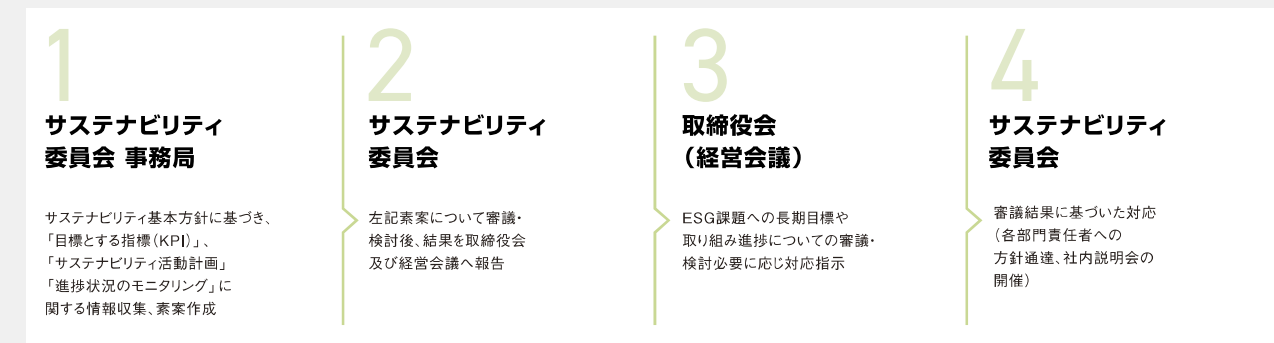 1
サステナビリティ
委員会 事務局
サステナビリティ基本方針に基づき、
「目標とする指標（KPI）」、
「サステナビリティ活動計画」
「進捗状況のモニタリング」に
関する情報収集、素案作成
2
サステナビリティ
委員会
左記素案について審議・
検討後、結果を取締役会
及び経営会議へ報告
3
取締役会
（経営会議）
ESG課題への長期目標や
取り組み進捗についての審議・
検討必要に応じ対応指示
4
サステナビリティ
委員会
審議結果に基づいた対応
（各部門責任者への
方針通達、社内説明会の
開催）